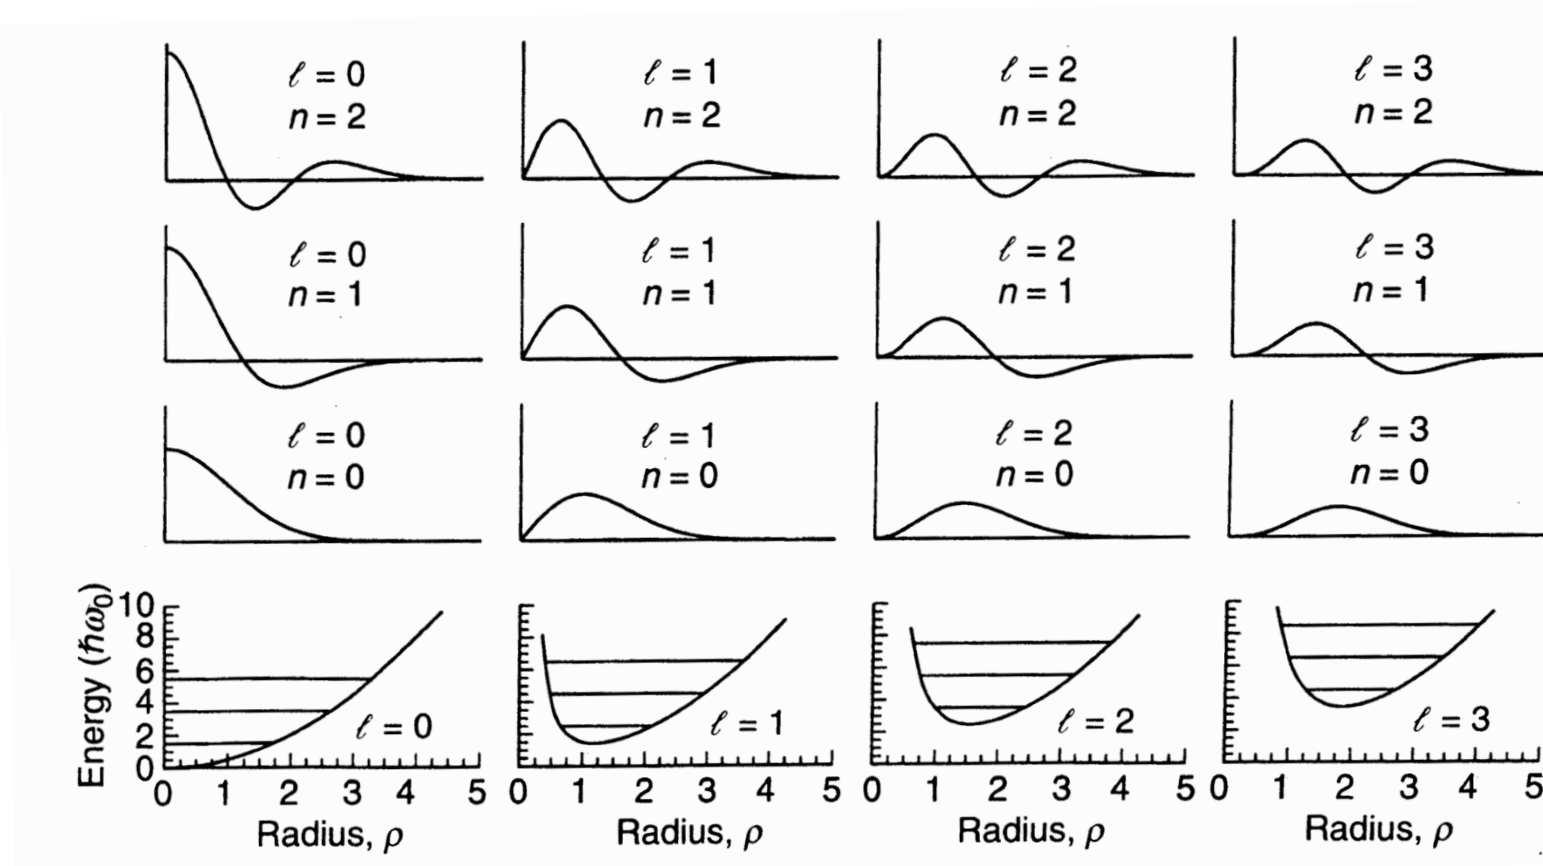 ℓ = 0
n = 2
ℓ = 1
n = 2
ℓ = 2
n = 2
ℓ = 3
n = 2
ℓ = 0
n = 1
ℓ = 1
n = 1
ℓ = 2
n = 1
ℓ = 3
n = 1
ℓ = 0
n = 0
ℓ = 1
n = 0
ℓ = 2
n = 0
ℓ = 3
n = 0
Energy (ħω₀)
10
8
6
4
2
0
ℓ = 0
ℓ = 1
ℓ = 2
ℓ = 3
0 1 2 3 4 5
0 1 2 3 4 5
0 1 2 3 4 5
0 1 2 3 4 5
Radius, ρ
Radius, ρ
Radius, ρ
Radius, ρ